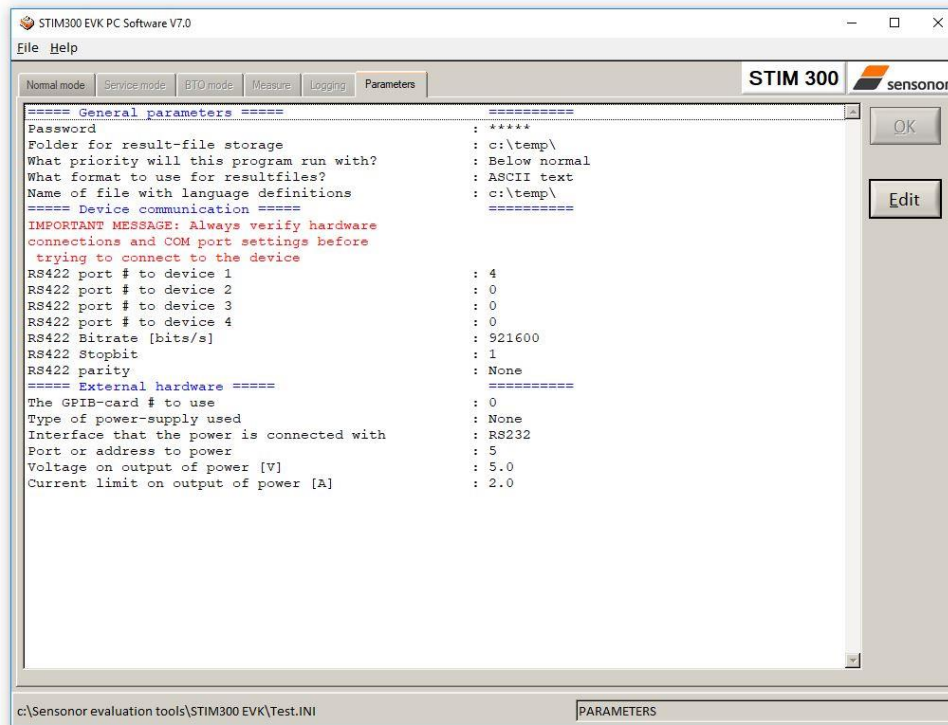 STIM300 EVK PC Software V7.0
File Help
Normal mode Service mode BTO mode Measure Logging Parameters
STIM 300 sensonor
===== General parameters ===== ==========
Password : *****
Folder for result-file storage : c:\temp\
What priority will this program run with? : Below normal
What format to use for resultfiles? : ASCII text
Name of file with language definitions : c:\temp\
===== Device communication ===== ==========
IMPORTANT MESSAGE: Always verify hardware
connections and COM port settings before
trying to connect to the device
RS422 port # to device 1 : 4
RS422 port # to device 2 : 0
RS422 port # to device 3 : 0
RS422 port # to device 4 : 0
RS422 Bitrate [bits/s] : 921600
RS422 Stopbit : 1
RS422 parity : None
===== External hardware ===== ==========
The GPIB-card # to use : 0
Type of power-supply used : None
Interface that the power is connected with : RS232
Port or address to power : 5
Voltage on output of power [V] : 5.0
Current limit on output of power [A] : 2.0
OK
Edit
c:\Sensonor evaluation tools\STIM300 EVK\Test.INI PARAMETERS